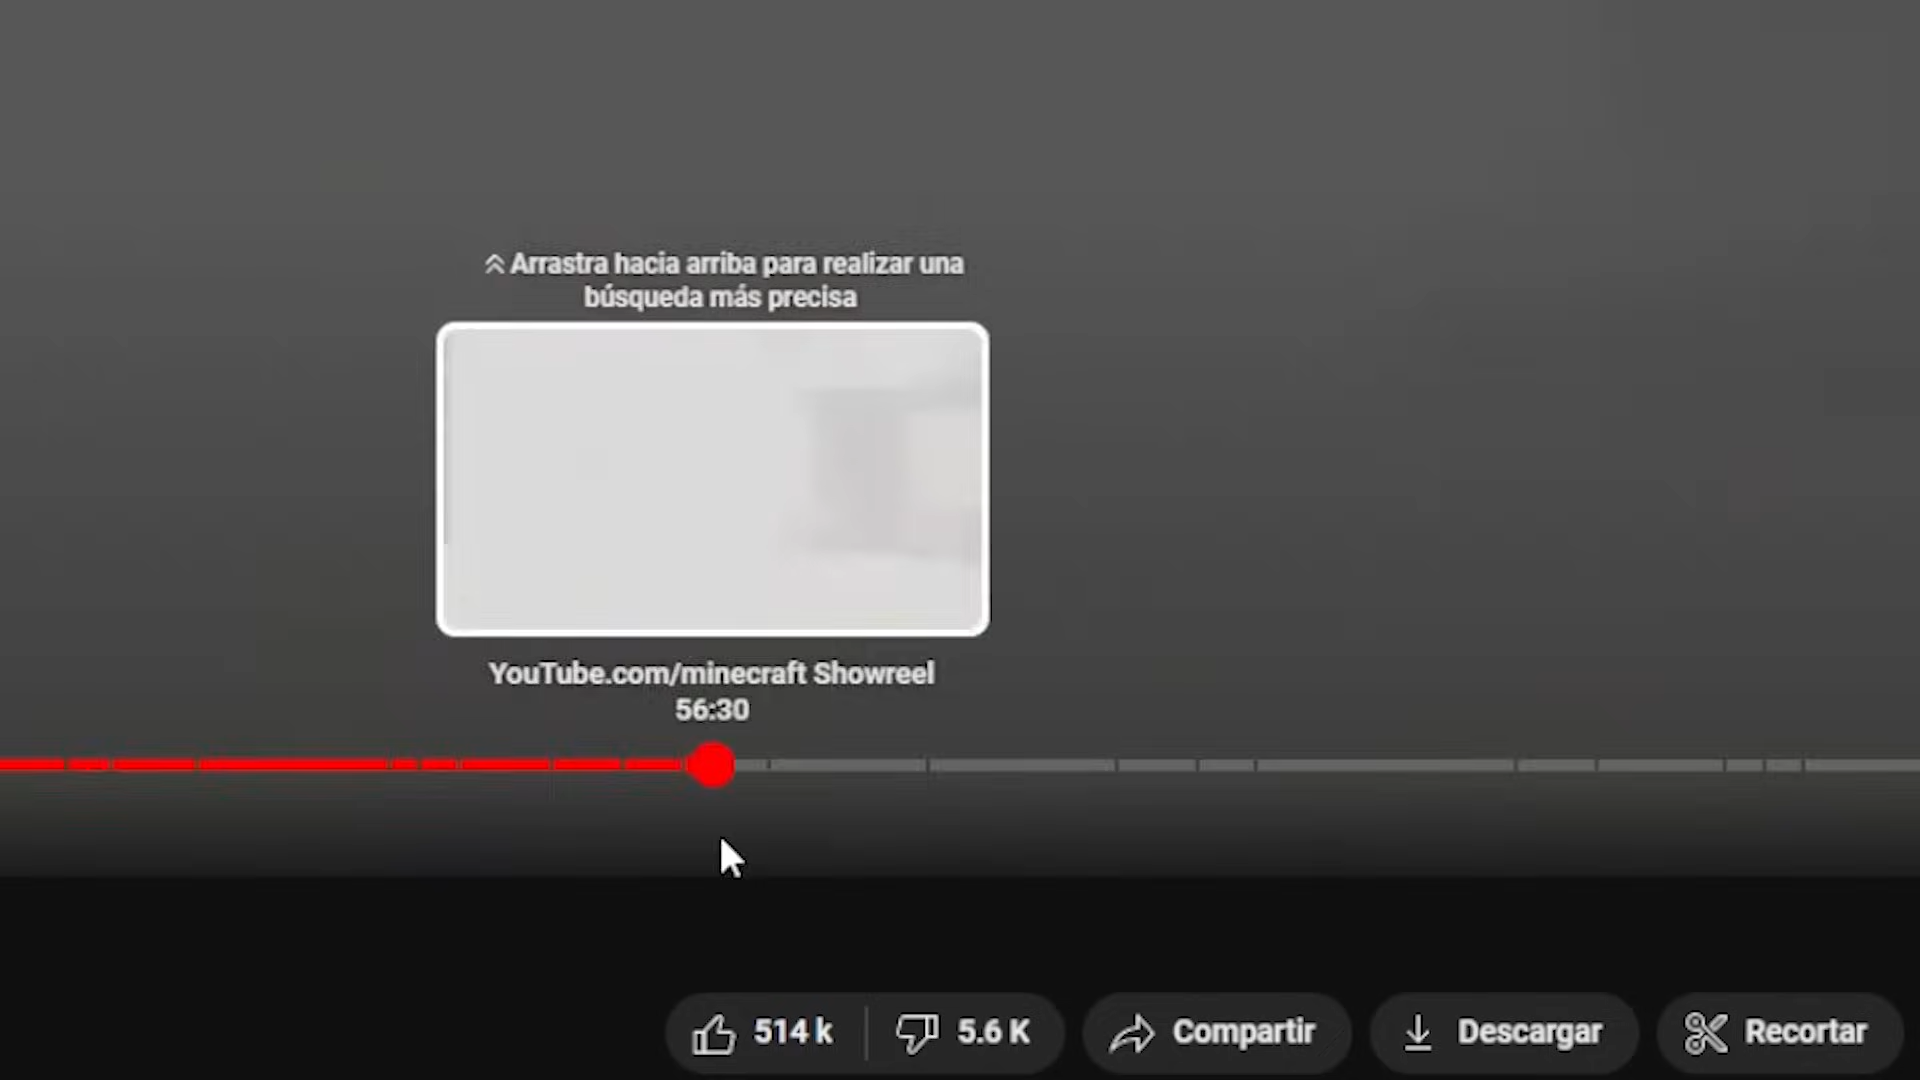 Arrastra hacia arriba para realizar una
búsqueda más precisa
YouTube.com/minecraft Showreel
56:30
514 k
5.6 K
Compartir
Descargar
Recortar